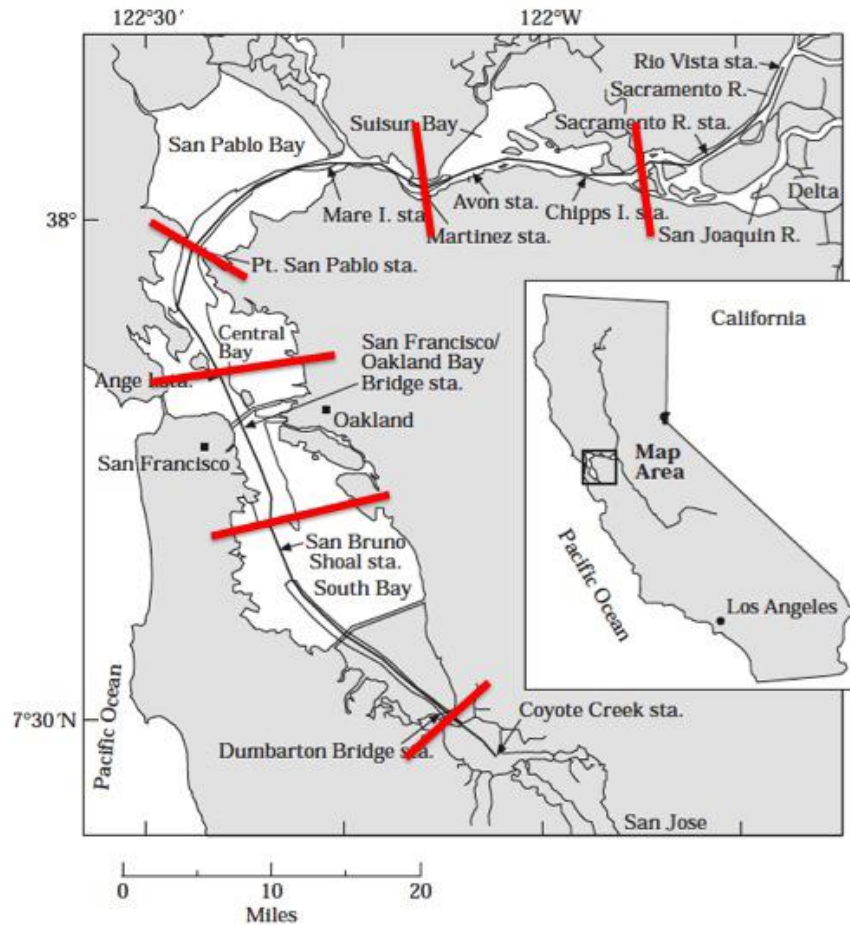 122°30´
122°W
Rio Vista sta.
Sacramento R.
Suisun Bay
Sacramento R. sta.
San Pablo Bay
Mare I. sta.
Avon sta.
Chipps I. sta.
Delta
38°
Martinez sta.
San Joaquin R.
Pt. San Pablo sta.
California
Central
Bay
San Francisco/
Oakland Bay
Bridge sta.
Oakland
San Francisco
Map
Area
San Bruno
Shoal sta.
South Bay
Pacific Ocean
Los Angeles
7°30´N
Coyote Creek sta.
Dumbarton Bridge sta.
Pacific Ocean
San Jose
0
10
20
Miles